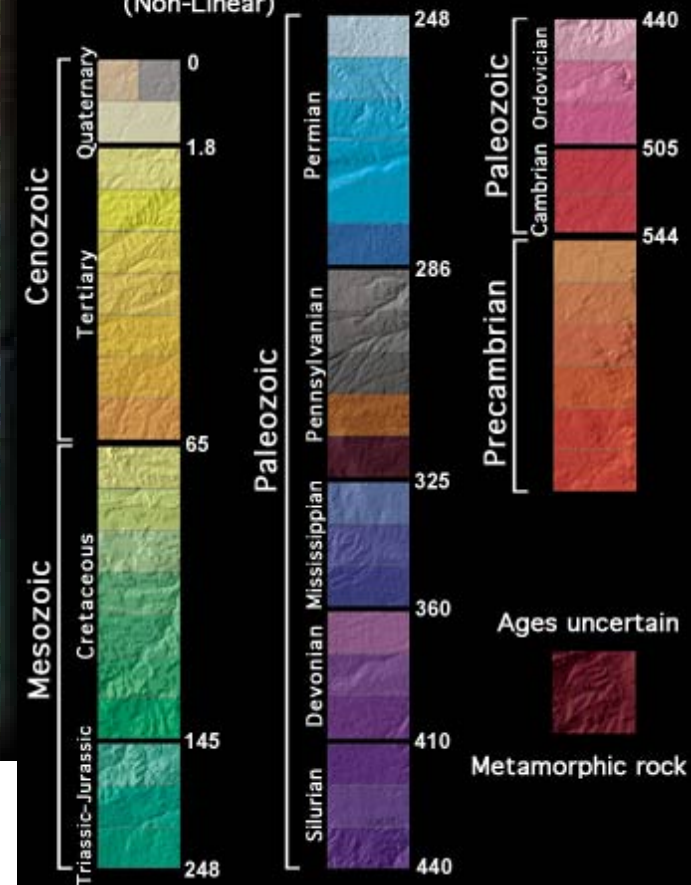 (Non-Linear)
Cenozoic
Quaternary
0
1.8
Tertiary
65
Mesozoic
Cretaceous
145
Triassic-Jurassic
248
Paleozoic
248
Permian
286
Pennsylvanian
325
Mississippian
360
Devonian
410
Silurian
440
Paleozoic
440
Ordovician
505
Cambrian
544
Precambrian
Ages uncertain
Metamorphic rock